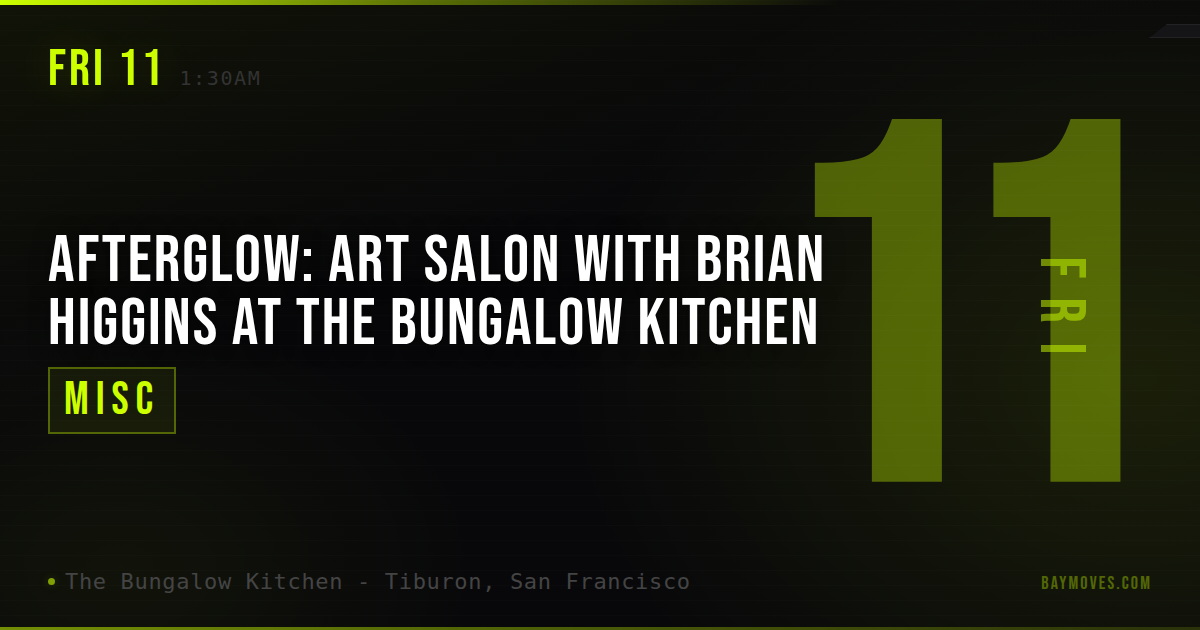 FRI 11 1:30AM
11
FRI
AFTERGLOW: ART SALON WITH BRIAN
HIGGINS AT THE BUNGALOW KITCHEN
MISC
The Bungalow Kitchen - Tiburon, San Francisco
BAYMOVES.COM